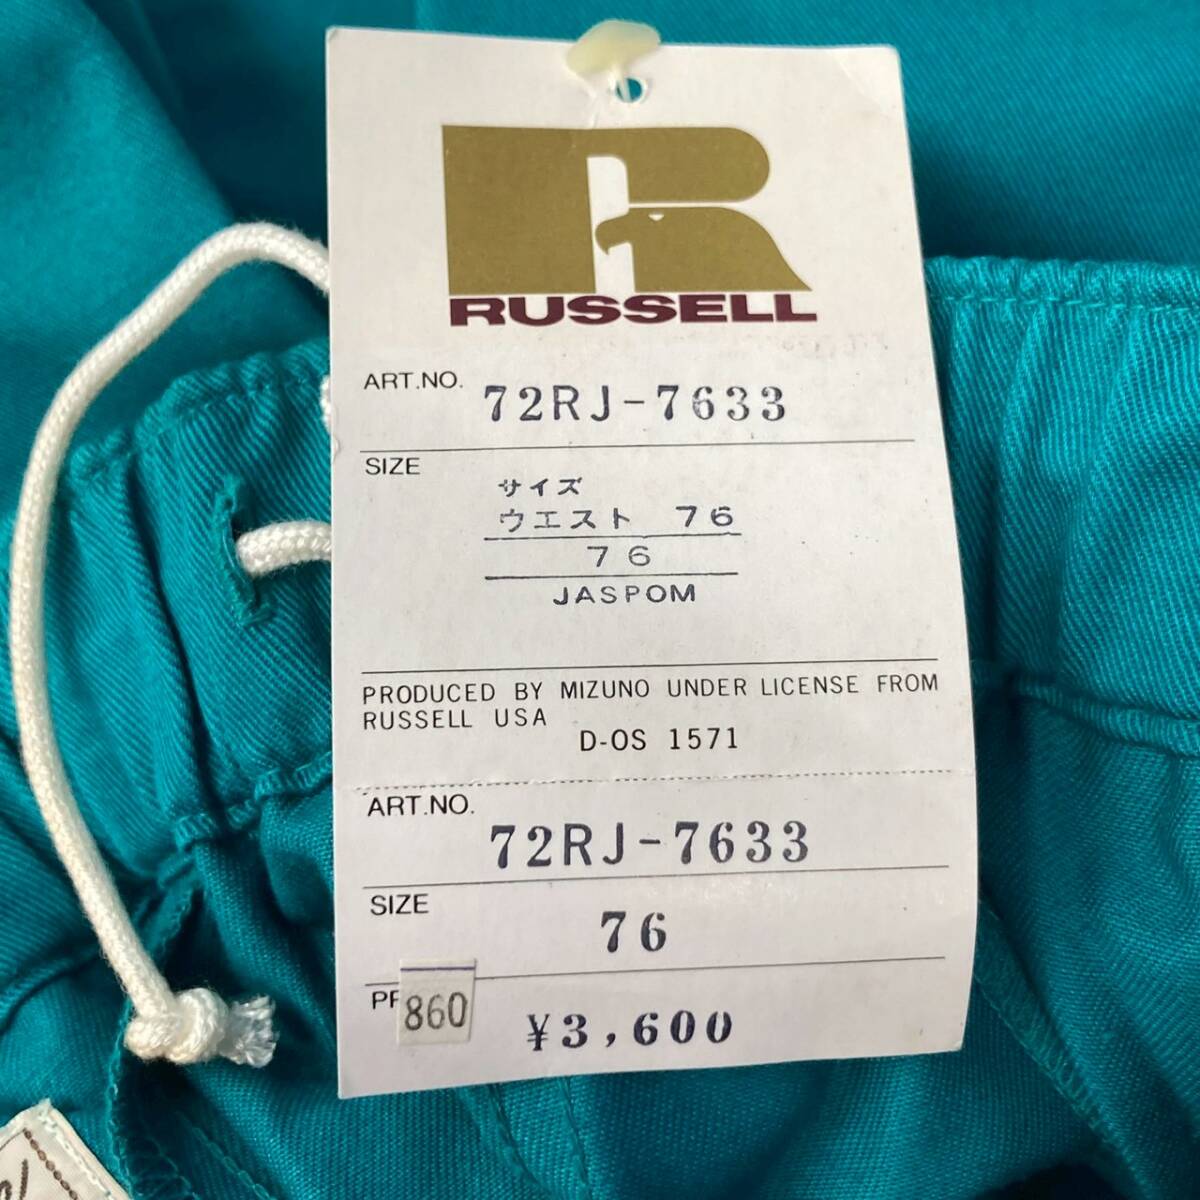 RUSSELL
ART.NO. 72RJ-7633
SIZE
サイズ
ウエスト 76
76
JASPOM
PRODUCED BY MIZUNO UNDER LICENSE FROM
RUSSELL USA
D-OS 1571
ART.NO.
72RJ-7633
SIZE
76
860
¥3,600